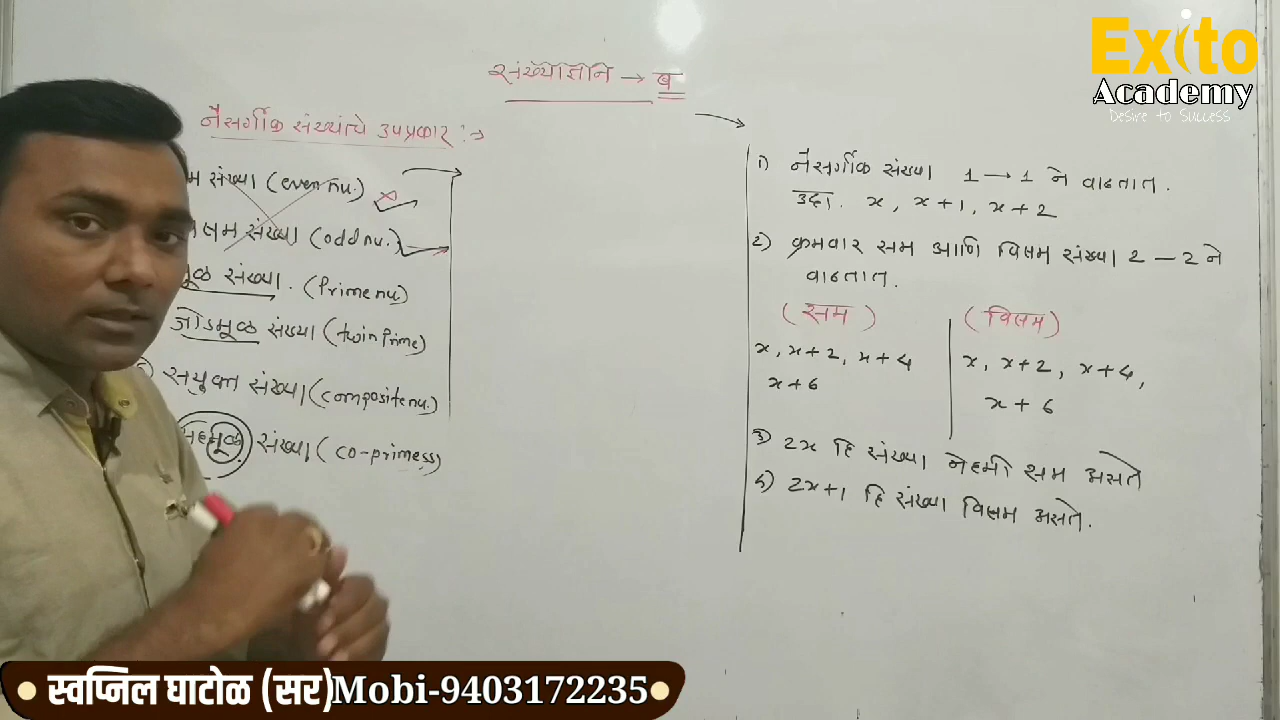 Exito
Academy
Desire to Success
संख्याज्ञान → ब
नैसर्गीक संख्यांचे उपप्रकार :→
म संख्या (even nu.)
षम संख्या (odd nu.)
मूळ संख्या. (Prime nu)
जोडमूळ संख्या (twin Prime)
५) सयुक्त संख्या (composite nu.)
सहमूळ संख्या (co-primess)
1) नैसर्गीक संख्या 1 → 1 ने वाढतात.
उदा. x, x+1, x+2
2) क्रमवार सम आणि विषम संख्या 2 – 2 ने
वाढतात.
(सम) (विषम)
x, x+2, x+4
x+6
x, x+2, x+4,
x+6
3) 2x हि संख्या नेहमी सम असते
4) 2x+1 हि संख्या विषम असते.
स्वप्निल घाटोळ (सर) Mobi-9403172235